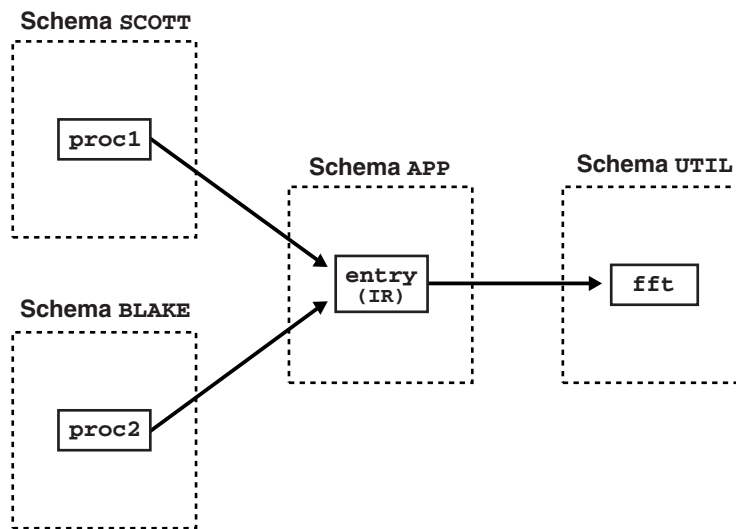 Schema SCOTT
proc1
Schema APP
Schema UTIL
entry
(IR)
fft
Schema BLAKE
proc2